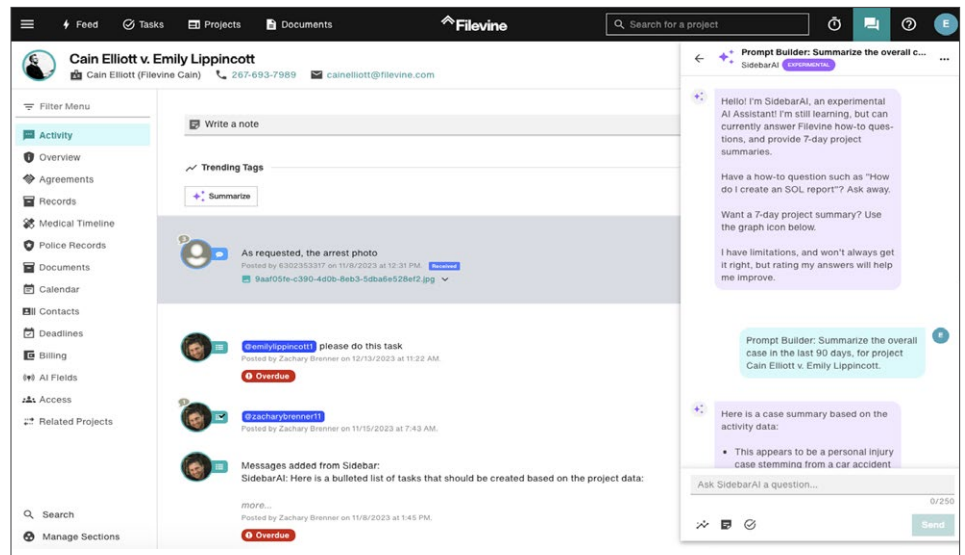 Feed
Tasks
Projects
Documents
Filevine
Search for a project
E
Cain Elliott v. Emily Lippincott
Cain Elliott (Filevine Cain)
267-693-7989
cainelliott@filevine.com
Filter Menu
Activity
Overview
Agreements
Records
Medical Timeline
Police Records
Documents
Calendar
Contacts
Deadlines
Billing
AI Fields
Access
Related Projects
Search
Manage Sections
Write a note
Trending Tags
Summarize
3
As requested, the arrest photo
Posted by 6302353317 on 11/8/2023 at 12:31 PM. Received
9aaf05fe-c390-4d0b-8eb3-5dba6e528ef2.jpg
@emilylippincott1 please do this task
Posted by Zachary Brenner on 12/13/2023 at 11:22 AM.
Overdue
1
@zacharybrenner11
Posted by Zachary Brenner on 11/15/2023 at 7:43 AM.
Messages added from Sidebar:
SidebarAI: Here is a bulleted list of tasks that should be created based on the project data:
more...
Posted by Zachary Brenner on 11/8/2023 at 1:45 PM.
Overdue
Prompt Builder: Summarize the overall c...
SidebarAI EXPERIMENTAL
Hello! I'm SidebarAI, an experimental
AI Assistant! I'm still learning, but can
currently answer Filevine how-to ques-
tions, and provide 7-day project
summaries.
Have a how-to question such as "How
do I create an SOL report"? Ask away.
Want a 7-day project summary? Use
the graph icon below.
I have limitations, and won't always get
it right, but rating my answers will help
me improve.
E
Prompt Builder: Summarize the overall
case in the last 90 days, for project
Cain Elliott v. Emily Lippincott.
Here is a case summary based on the
activity data:
• This appears to be a personal injury
case stemming from a car accident
Ask SidebarAI a question...
0/250
Send